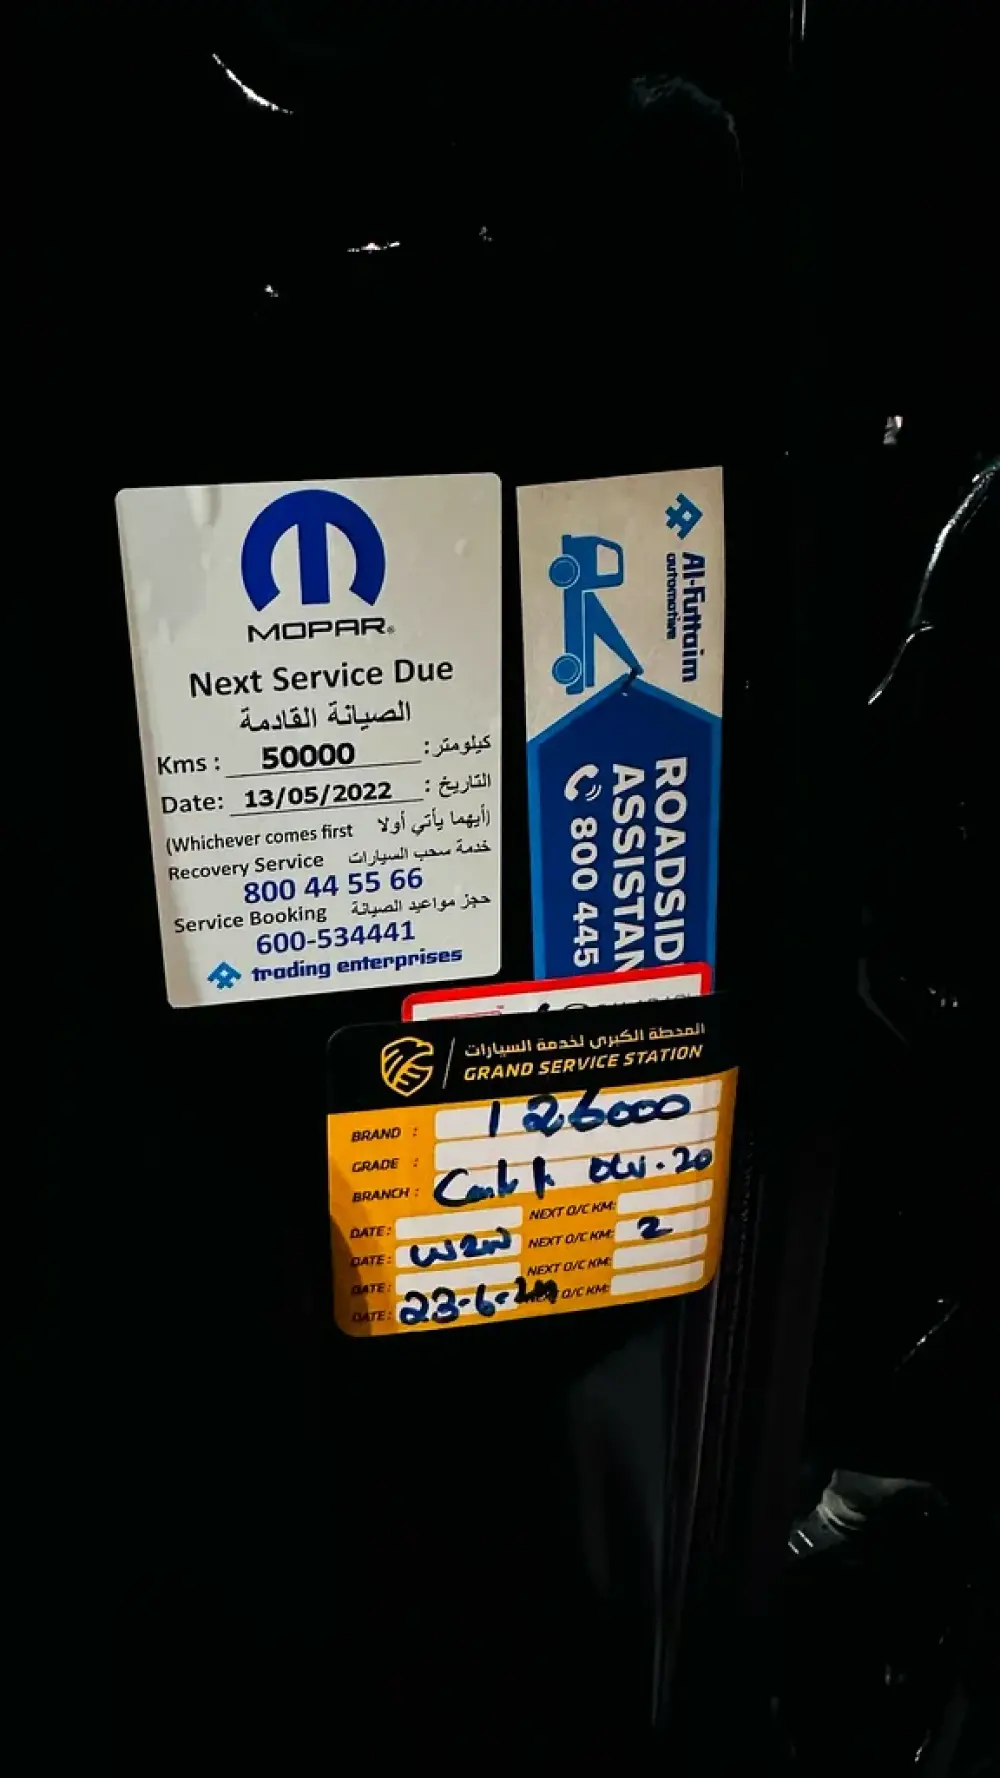 MOPAR®
Next Service Due
الصيانة القادمة
Kms : 50000 كيلومتر :
Date: 13/05/2022 التاريخ :
(Whichever comes first أيهما يأتي أولا)
Recovery Service خدمة سحب السيارات
800 44 55 66
Service Booking حجز مواعيد الصيانة
600-534441
trading enterprises
Al-Futtaim
automotive
ROADSID
ASSISTAN
800 445
المحطة الكبرى لخدمة السيارات
GRAND SERVICE STATION
126000
BRAND :
GRADE :
BRANCH :
DATE: NEXT O/C KM:
DATE: NEXT O/C KM: 2
DATE: NEXT O/C KM:
DATE: 23-6-24 O/C KM: